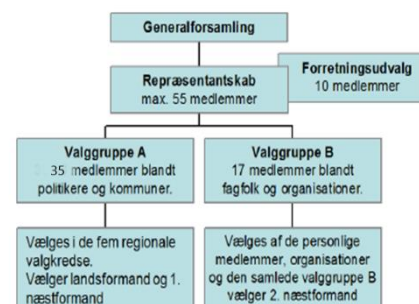 Generalforsamling
Forretningsudvalg
10 medlemmer
Repræsentantskab
max. 55 medlemmer
Valggruppe A
35 medlemmer blandt
politikere og kommuner.
Valggruppe B
17 medlemmer blandt
fagfolk og organisationer.
Vælges i de fem regionale
valgkredse.
Vælger landsformand og 1.
næstformand
Vælges af de personlige
medlemmer, organisationer
og den samlede valggruppe B
vælger 2. næstformand